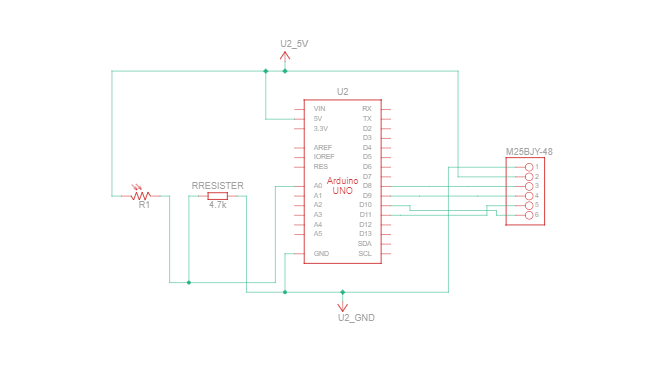 U2_5V
U2
M25BJY-48
VIN
5V
3.3V
AREF
IOREF
RES
A0
A1
A2
A3
A4
A5
GND
Arduino
UNO
RX
TX
D2
D3
D4
D5
D6
D7
D8
D9
D10
D11
D12
D13
SDA
SCL
1
2
3
4
5
6
RRESISTER
4.7k
R1
U2_GND